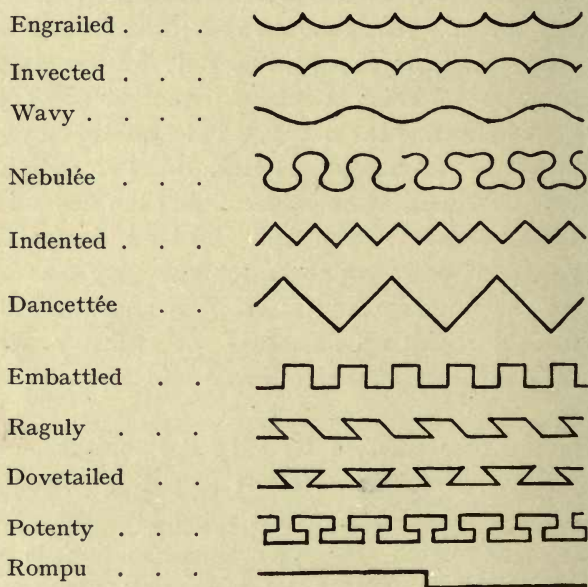 Engrailed . . .
Invected . . .
Wavy . . . .
Nebulée . . .
Indented . . .
Dancettée . .
Embattled . .
Raguly . . .
Dovetailed . .
Potenty . . .
Rompu . . .